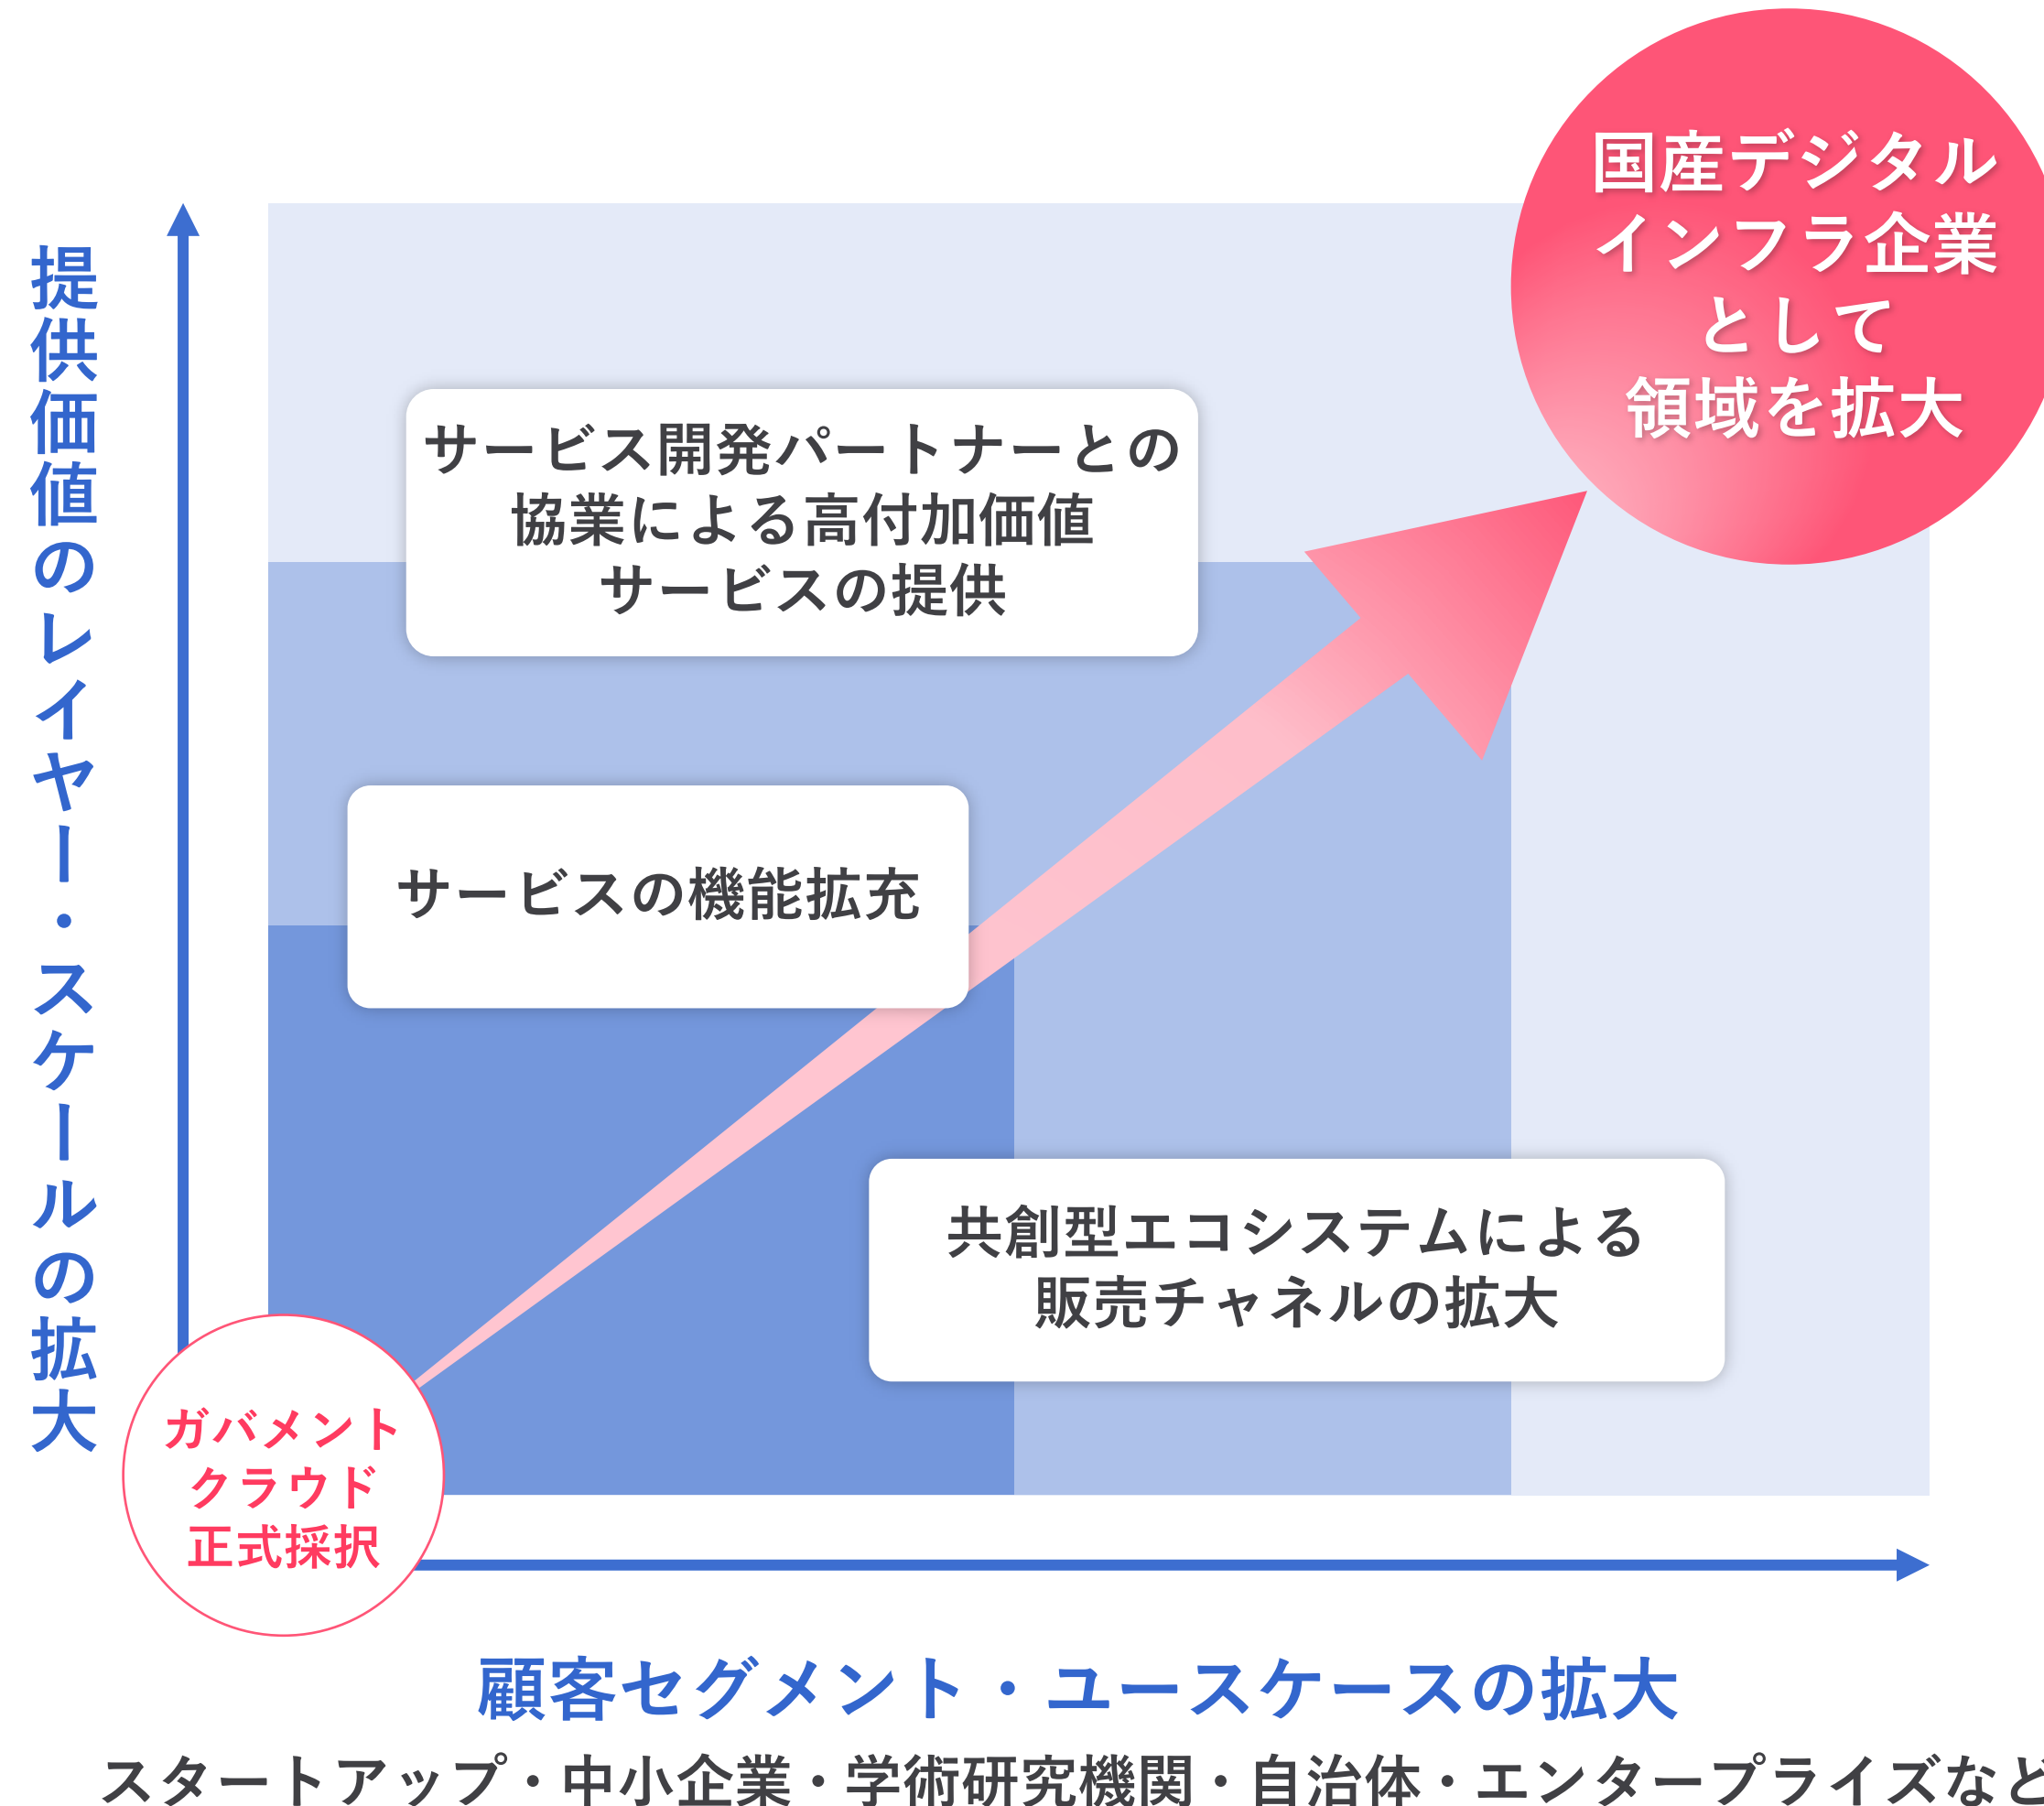 国産デジタル
インフラ企業
として
領域を拡大
提供価値のレイヤー・スケールの拡大
サービス開発パートナーとの
協業による高付加価値
サービスの提供
サービスの機能拡充
共創型エコシステムによる
販売チャネルの拡大
ガバメント
クラウド
正式採択
顧客セグメント・ユースケースの拡大
スタートアップ・中小企業・学術研究機関・自治体・エンタープライズなど